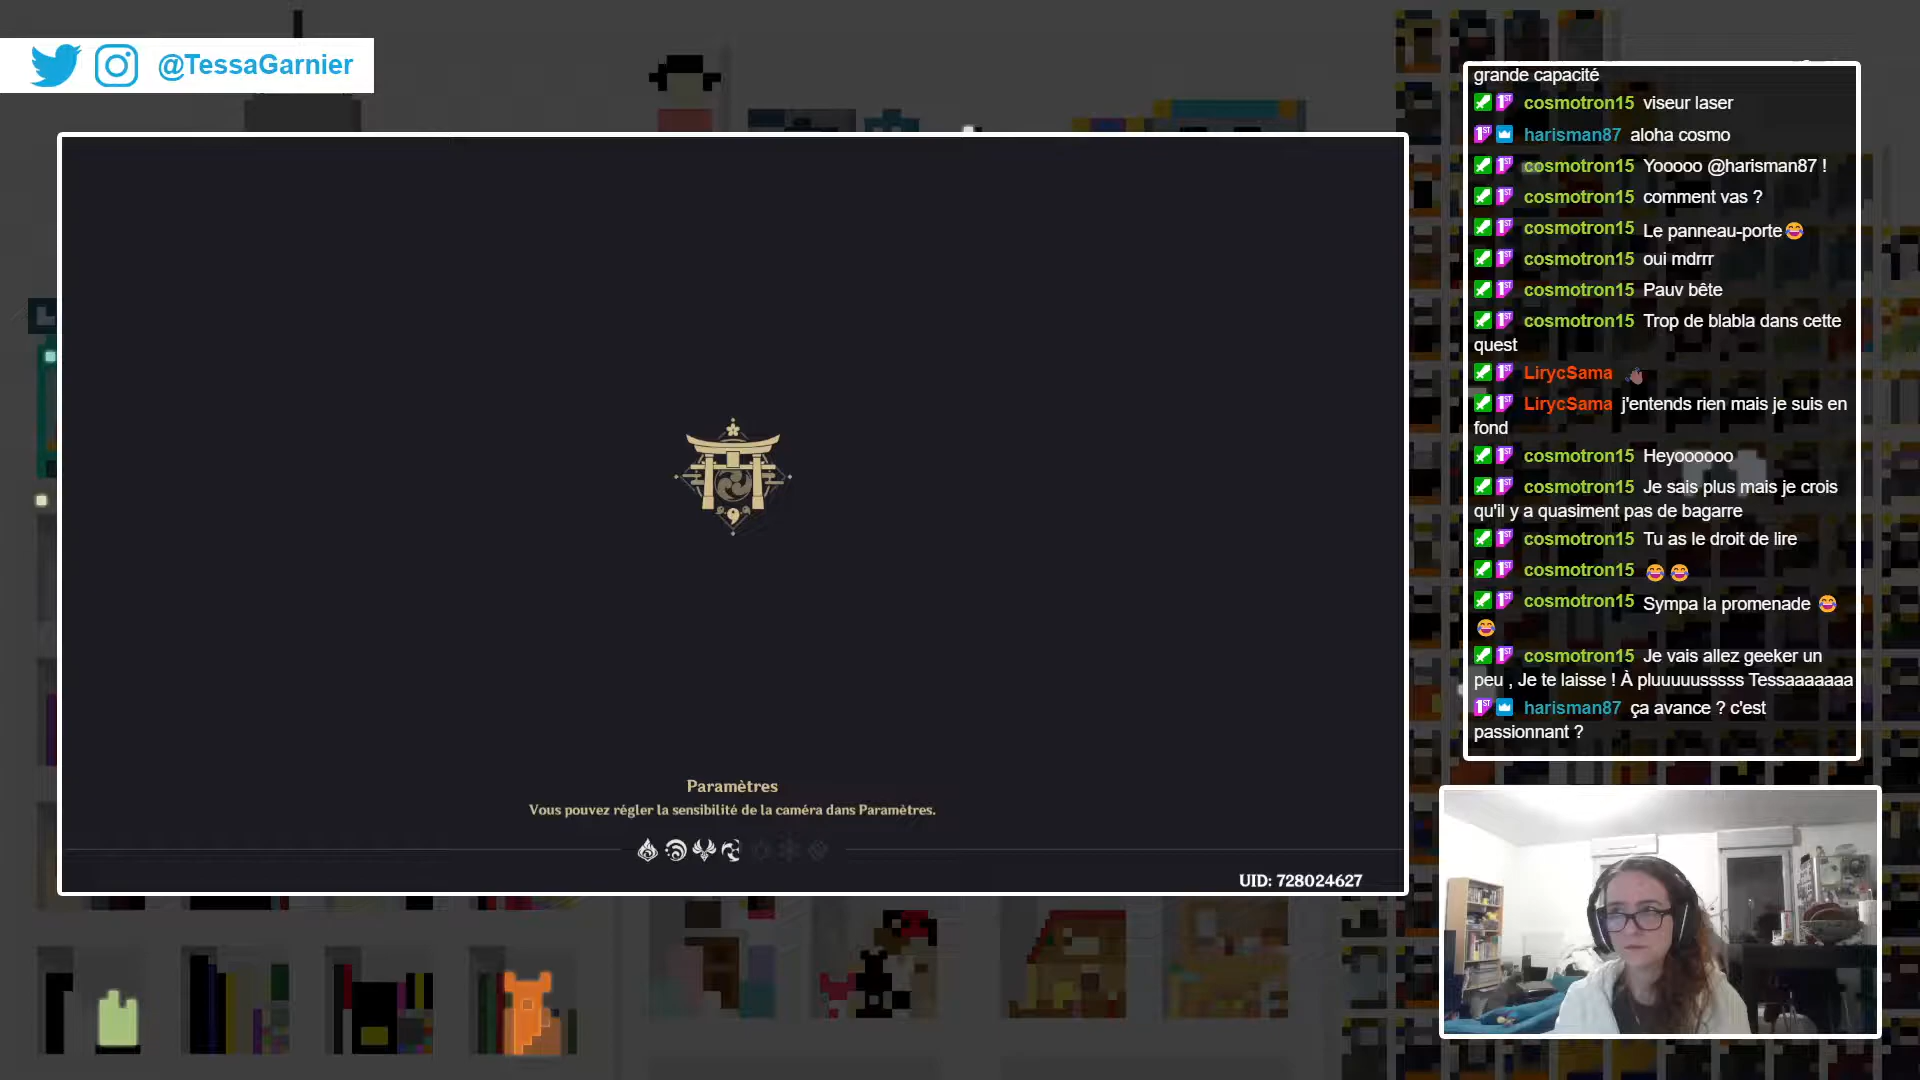 @TessaGarnier
grande capacité
cosmotron15 viseur laser
harisman87 aloha cosmo
cosmotron15 Yooooo @harisman87 !
cosmotron15 comment vas ?
cosmotron15 Le panneau-porte😂
cosmotron15 oui mdrrr
cosmotron15 Pauv bête
cosmotron15 Trop de blabla dans cette
quest
LirycSama 👋🏾
LirycSama j'entends rien mais je suis en
fond
cosmotron15 Heyoooooo
cosmotron15 Je sais plus mais je crois
qu'il y a quasiment pas de bagarre
cosmotron15 Tu as le droit de lire
cosmotron15 😂 😂
cosmotron15 Sympa la promenade 😂
😂
cosmotron15 Je vais allez geeker un
peu , Je te laisse ! À pluuuuusssss Tessaaaaaaa
harisman87 ça avance ? c'est
passionnant ?
Paramètres
Vous pouvez régler la sensibilité de la caméra dans Paramètres.
UID: 728024627